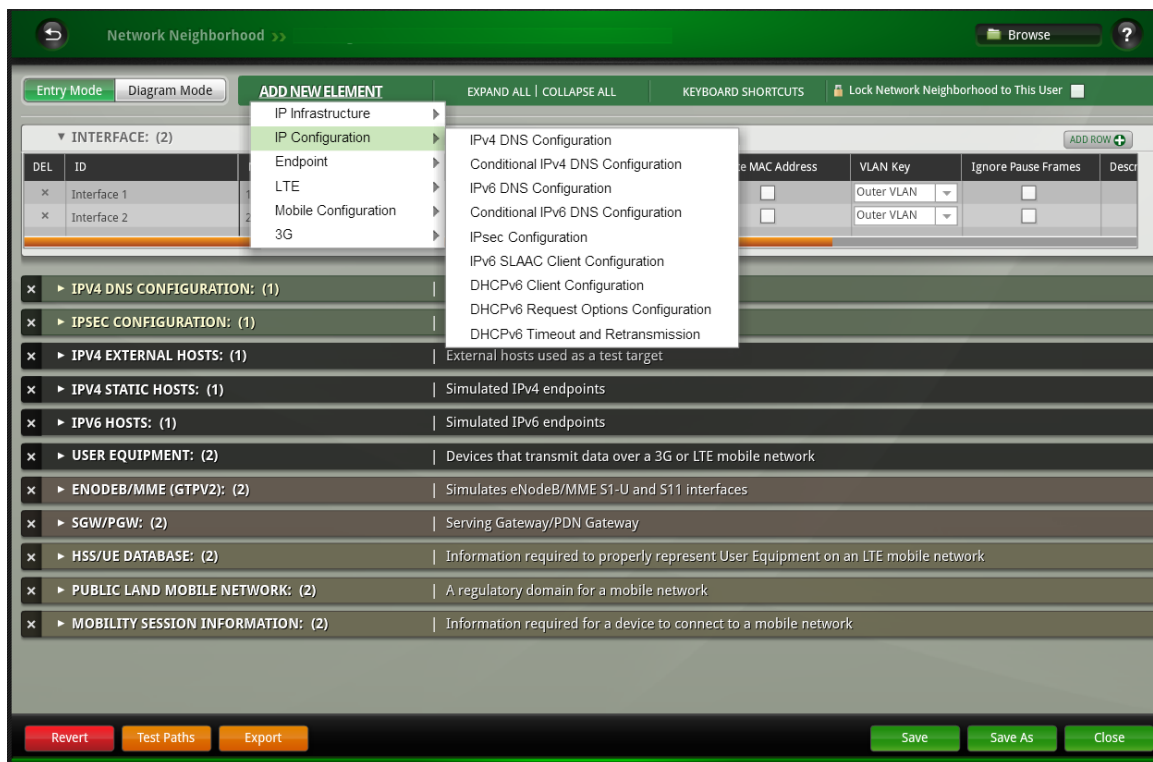 Network Neighborhood >>
Browse
?
Entry Mode
Diagram Mode
ADD NEW ELEMENT
EXPAND ALL | COLLAPSE ALL
KEYBOARD SHORTCUTS
Lock Network Neighborhood to This User
IP Infrastructure
IP Configuration
Endpoint
LTE
Mobile Configuration
3G
IPv4 DNS Configuration
Conditional IPv4 DNS Configuration
IPv6 DNS Configuration
Conditional IPv6 DNS Configuration
IPsec Configuration
IPv6 SLAAC Client Configuration
DHCPv6 Client Configuration
DHCPv6 Request Options Configuration
DHCPv6 Timeout and Retransmission
INTERFACE: (2)
ADD ROW
DEL ID MAC Address VLAN Key Ignore Pause Frames
× Interface 1 1 Outer VLAN
× Interface 2 2 Outer VLAN
× IPV4 DNS CONFIGURATION: (1) |
× IPSEC CONFIGURATION: (1) |
× IPV4 EXTERNAL HOSTS: (1) | External hosts used as a test target
× IPV4 STATIC HOSTS: (1) | Simulated IPv4 endpoints
× IPV6 HOSTS: (1) | Simulated IPv6 endpoints
× USER EQUIPMENT: (2) | Devices that transmit data over a 3G or LTE mobile network
× ENODEB/MME (GTPV2): (2) | Simulates eNodeB/MME S1-U and S11 interfaces
× SGW/PGW: (2) | Serving Gateway/PDN Gateway
× HSS/UE DATABASE: (2) | Information required to properly represent User Equipment on an LTE mobile network
× PUBLIC LAND MOBILE NETWORK: (2) | A regulatory domain for a mobile network
× MOBILITY SESSION INFORMATION: (2) | Information required for a device to connect to a mobile network
Revert
Test Paths
Export
Save
Save As
Close